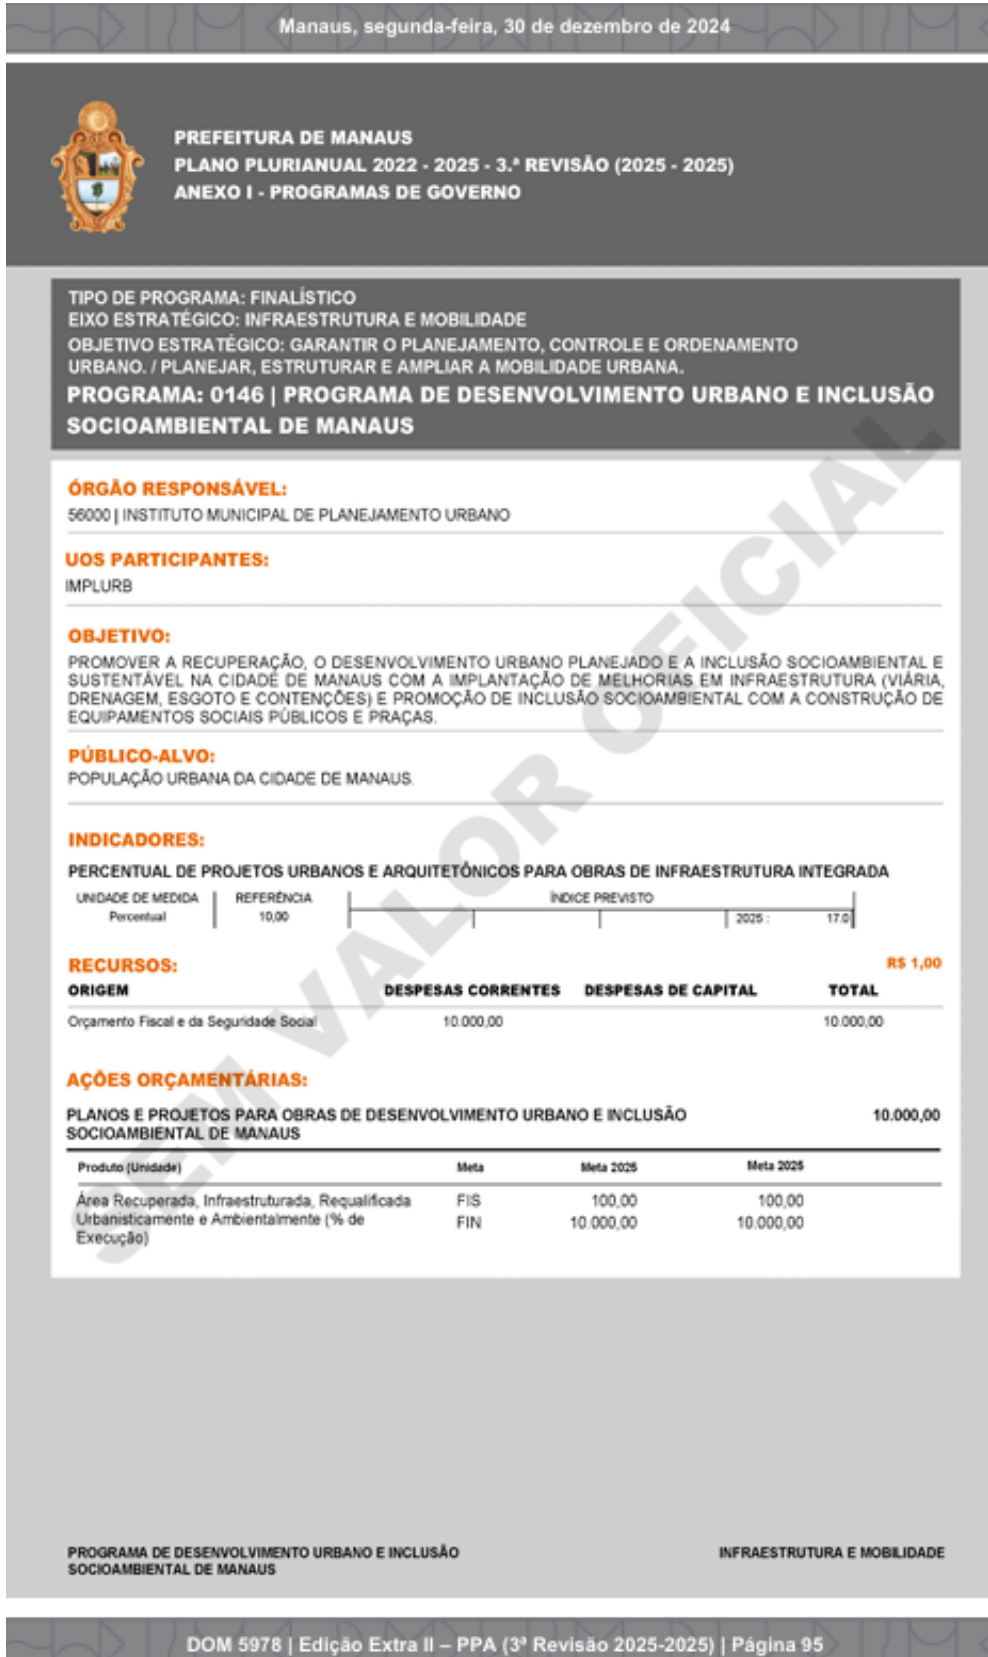 Manaus, segunda-feira, 30 de dezembro de 2024
PREFEITURA DE MANAUS
PLANO PLURIANUAL 2022 - 2025 - 3.ª REVISÃO (2025 - 2025)
ANEXO I - PROGRAMAS DE GOVERNO
TIPO DE PROGRAMA: FINALÍSTICO
EIXO ESTRATÉGICO: INFRAESTRUTURA E MOBILIDADE
OBJETIVO ESTRATÉGICO: GARANTIR O PLANEJAMENTO, CONTROLE E ORDENAMENTO
URBANO. / PLANEJAR, ESTRUTURAR E AMPLIAR A MOBILIDADE URBANA.
PROGRAMA: 0146 | PROGRAMA DE DESENVOLVIMENTO URBANO E INCLUSÃO
SOCIOAMBIENTAL DE MANAUS
ÓRGÃO RESPONSÁVEL:
56000 | INSTITUTO MUNICIPAL DE PLANEJAMENTO URBANO
UOS PARTICIPANTES:
IMPLURB
OBJETIVO:
PROMOVER A RECUPERAÇÃO, O DESENVOLVIMENTO URBANO PLANEJADO E A INCLUSÃO SOCIOAMBIENTAL E
SUSTENTÁVEL NA CIDADE DE MANAUS COM A IMPLANTAÇÃO DE MELHORIAS EM INFRAESTRUTURA (VIÁRIA,
DRENAGEM, ESGOTO E CONTENÇÕES) E PROMOÇÃO DE INCLUSÃO SOCIOAMBIENTAL COM A CONSTRUÇÃO DE
EQUIPAMENTOS SOCIAIS PÚBLICOS E PRAÇAS.
PÚBLICO-ALVO:
POPULAÇÃO URBANA DA CIDADE DE MANAUS.
INDICADORES:
PERCENTUAL DE PROJETOS URBANOS E ARQUITETÔNICOS PARA OBRAS DE INFRAESTRUTURA INTEGRADA
UNIDADE DE MEDIDA REFERÊNCIA ÍNDICE PREVISTO
Percentual 10,00 2025 : 17.0
RECURSOS: R$ 1,00
ORIGEM DESPESAS CORRENTES DESPESAS DE CAPITAL TOTAL
Orçamento Fiscal e da Seguridade Social 10.000,00 10.000,00
AÇÕES ORÇAMENTÁRIAS:
PLANOS E PROJETOS PARA OBRAS DE DESENVOLVIMENTO URBANO E INCLUSÃO 10.000,00
SOCIOAMBIENTAL DE MANAUS
Produto (Unidade) Meta Meta 2025 Meta 2025
Área Recuperada, Infraestruturada, Requalificada FIS 100,00 100,00
Urbanisticamente e Ambientalmente (% de FIN 10.000,00 10.000,00
Execução)
SEM VALOR OFICIAL
PROGRAMA DE DESENVOLVIMENTO URBANO E INCLUSÃO INFRAESTRUTURA E MOBILIDADE
SOCIOAMBIENTAL DE MANAUS
DOM 5978 | Edição Extra II – PPA (3ª Revisão 2025-2025) | Página 95